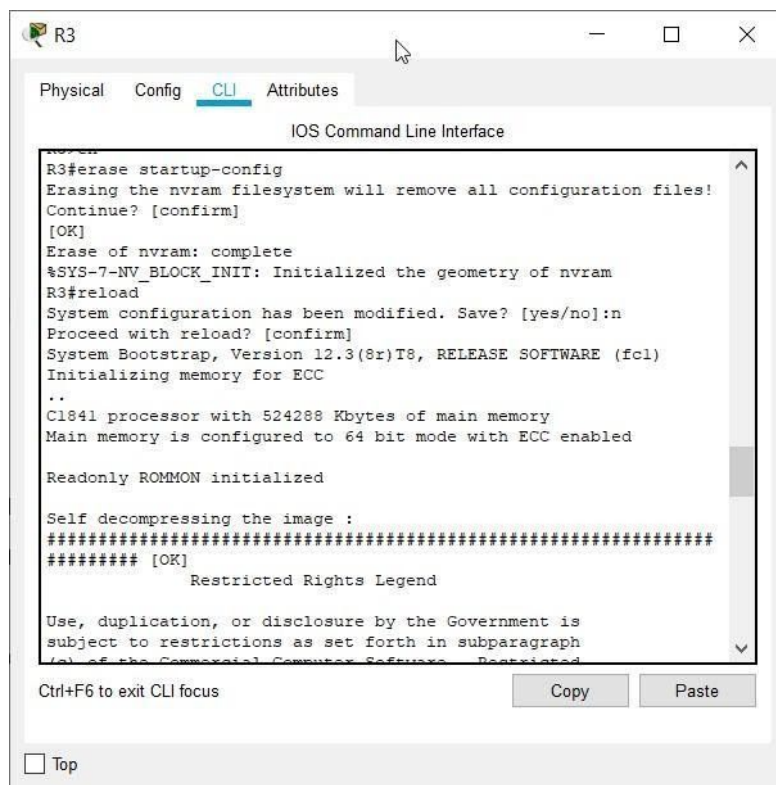 R3
Physical Config CLI Attributes
IOS Command Line Interface
R3#erase startup-config
Erasing the nvram filesystem will remove all configuration files!
Continue? [confirm]
[OK]
Erase of nvram: complete
%SYS-7-NV_BLOCK_INIT: Initialized the geometry of nvram
R3#reload
System configuration has been modified. Save? [yes/no]:n
Proceed with reload? [confirm]
System Bootstrap, Version 12.3(8r)T8, RELEASE SOFTWARE (fc1)
Initializing memory for ECC
..
C1841 processor with 524288 Kbytes of main memory
Main memory is configured to 64 bit mode with ECC enabled
Readonly ROMMON initialized
Self decompressing the image :
#################################################################
######### [OK]
Restricted Rights Legend
Use, duplication, or disclosure by the Government is
subject to restrictions as set forth in subparagraph
(c) of the Commercial Computer Software - Restricted
Ctrl+F6 to exit CLI focus
Copy
Paste
Top